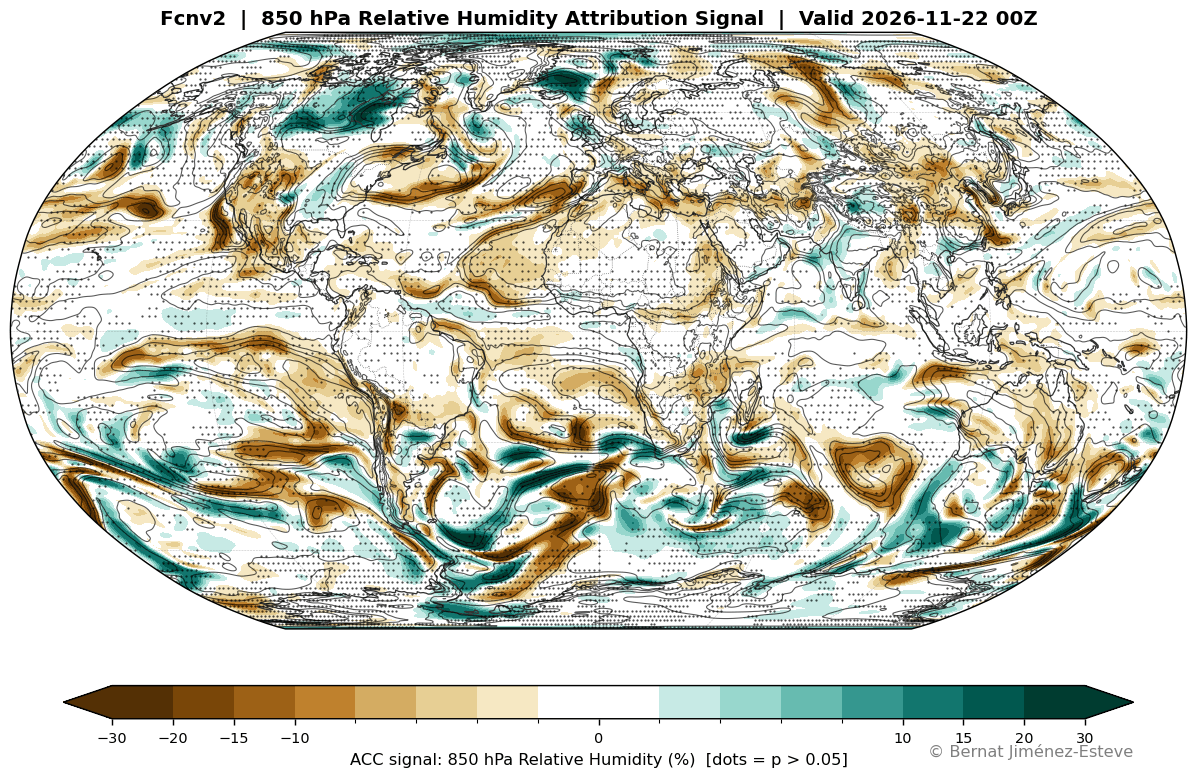 Fcnv2  |  850 hPa Relative Humidity Attribution Signal  |  Valid 2026-11-22 00Z
−30 −20 −15 −10 0 10 15 20 30
ACC signal: 850 hPa Relative Humidity (%)  [dots = p > 0.05]
© Bernat Jiménez-Esteve